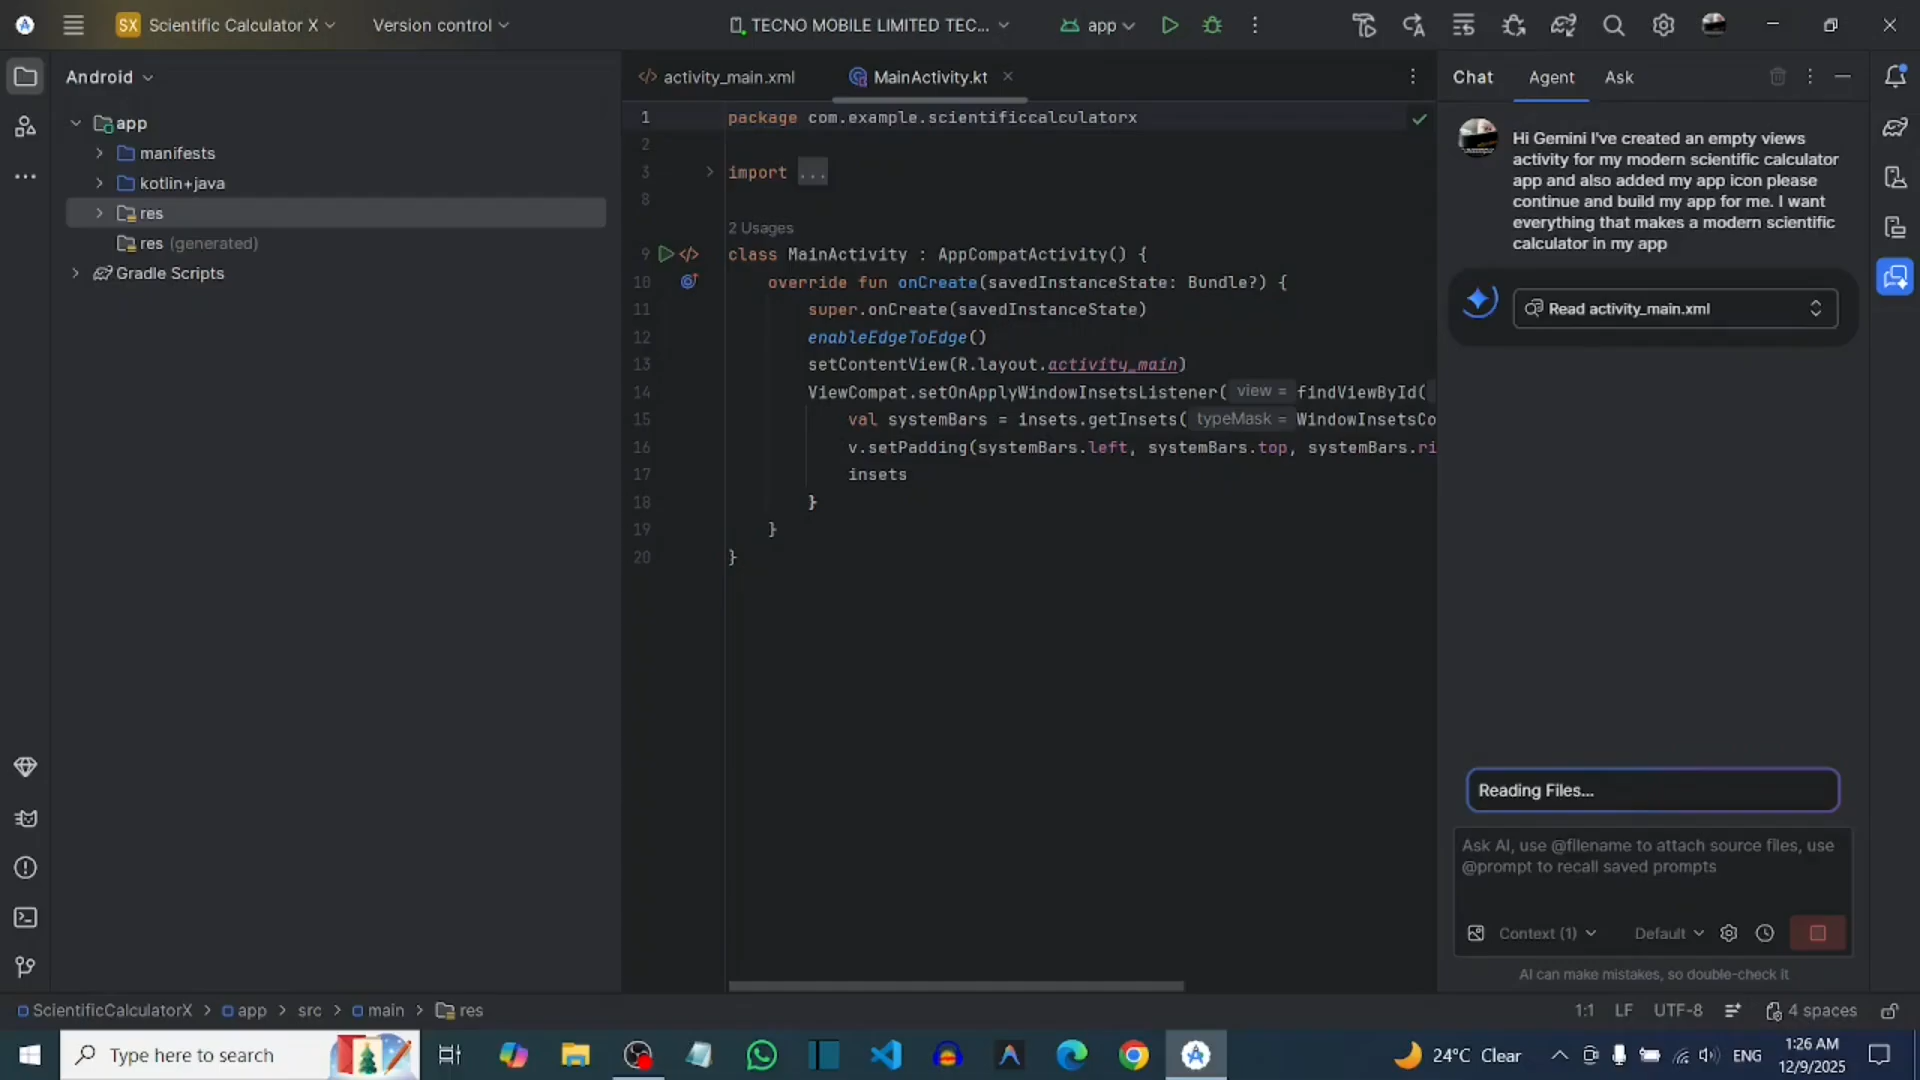 SX Scientific Calculator X
Version control
TECNO MOBILE LIMITED TEC...
app
Android
app
manifests
kotlin+java
res
res (generated)
Gradle Scripts
activity_main.xml
MainActivity.kt
1 package com.example.scientificcalculatorx
2
3 import ...
8
2 Usages
9 class MainActivity : AppCompatActivity() {
10 override fun onCreate(savedInstanceState: Bundle?) {
11 super.onCreate(savedInstanceState)
12 enableEdgeToEdge()
13 setContentView(R.layout.activity_main)
14 ViewCompat.setOnApplyWindowInsetsListener( view = findViewById(
15 val systemBars = insets.getInsets( typeMask = WindowInsetsCo
16 v.setPadding(systemBars.left, systemBars.top, systemBars.ri
17 insets
18 }
19 }
20 }
Chat
Agent
Ask
Hi Gemini I've created an empty views
activity for my modern scientific calculator
app and also added my app icon please
continue and build my app for me. I want
everything that makes a modern scientific
calculator in my app
Read activity_main.xml
Reading Files...
Ask AI, use @filename to attach source files, use
@prompt to recall saved prompts
Context (1)
Default
AI can make mistakes, so double-check it
ScientificCalculatorX > app > src > main > res
1:1
LF
UTF-8
4 spaces
Type here to search
24°C Clear
ENG
1:26 AM
12/9/2025